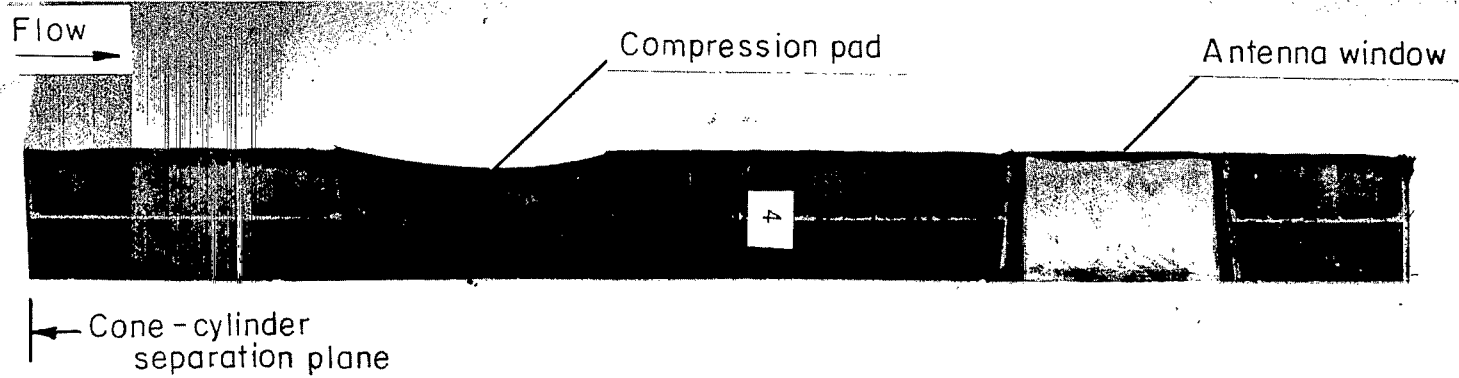 Flow
Compression pad
Antenna window
4
Cone-cylinder
separation plane